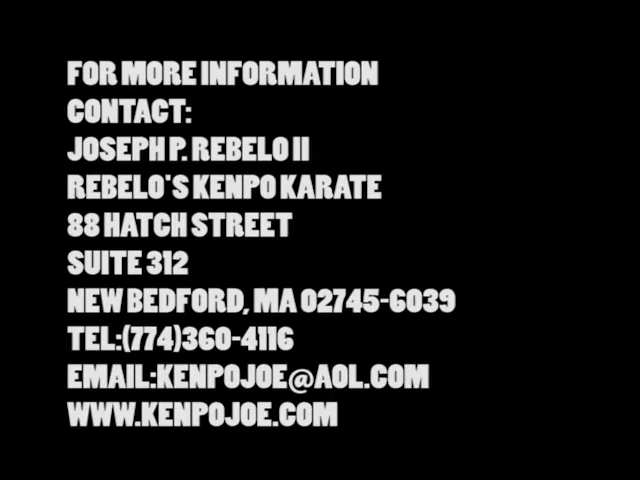 FOR MORE INFORMATION
CONTACT:
JOSEPH P. REBELO II
REBELO'S KENPO KARATE
88 HATCH STREET
SUITE 312
NEW BEDFORD, MA 02745-6039
TEL:(774)360-4116
EMAIL:KENPOJOE@AOL.COM
WWW.KENPOJOE.COM